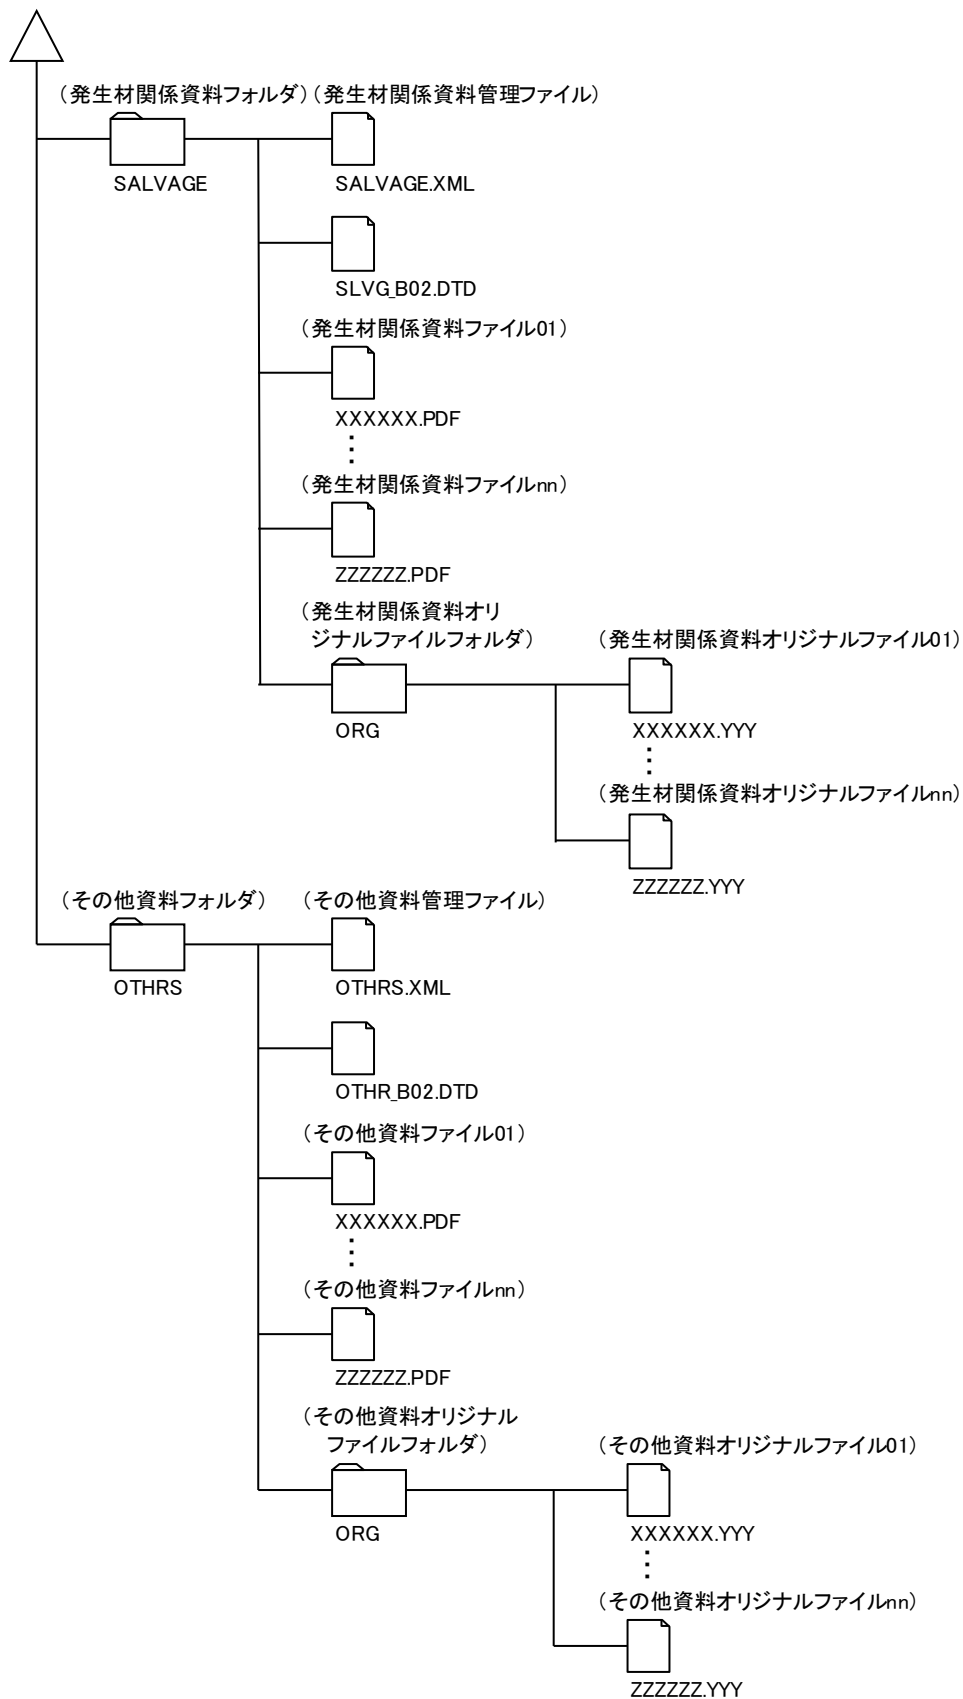 （発生材関係資料フォルダ）（発生材関係資料管理ファイル）
SALVAGE
SALVAGE.XML
SLVG_B02.DTD
（発生材関係資料ファイル01）
XXXXXX.PDF
⋮
（発生材関係資料ファイルnn）
ZZZZZZ.PDF
（発生材関係資料オリ
ジナルファイルフォルダ）
ORG
（発生材関係資料オリジナルファイル01）
XXXXXX.YYY
⋮
（発生材関係資料オリジナルファイルnn）
ZZZZZZ.YYY
（その他資料フォルダ）
OTHRS
（その他資料管理ファイル）
OTHRS.XML
OTHR_B02.DTD
（その他資料ファイル01）
XXXXXX.PDF
⋮
（その他資料ファイルnn）
ZZZZZZ.PDF
（その他資料オリジナル
ファイルフォルダ）
ORG
（その他資料オリジナルファイル01）
XXXXXX.YYY
⋮
（その他資料オリジナルファイルnn）
ZZZZZZ.YYY